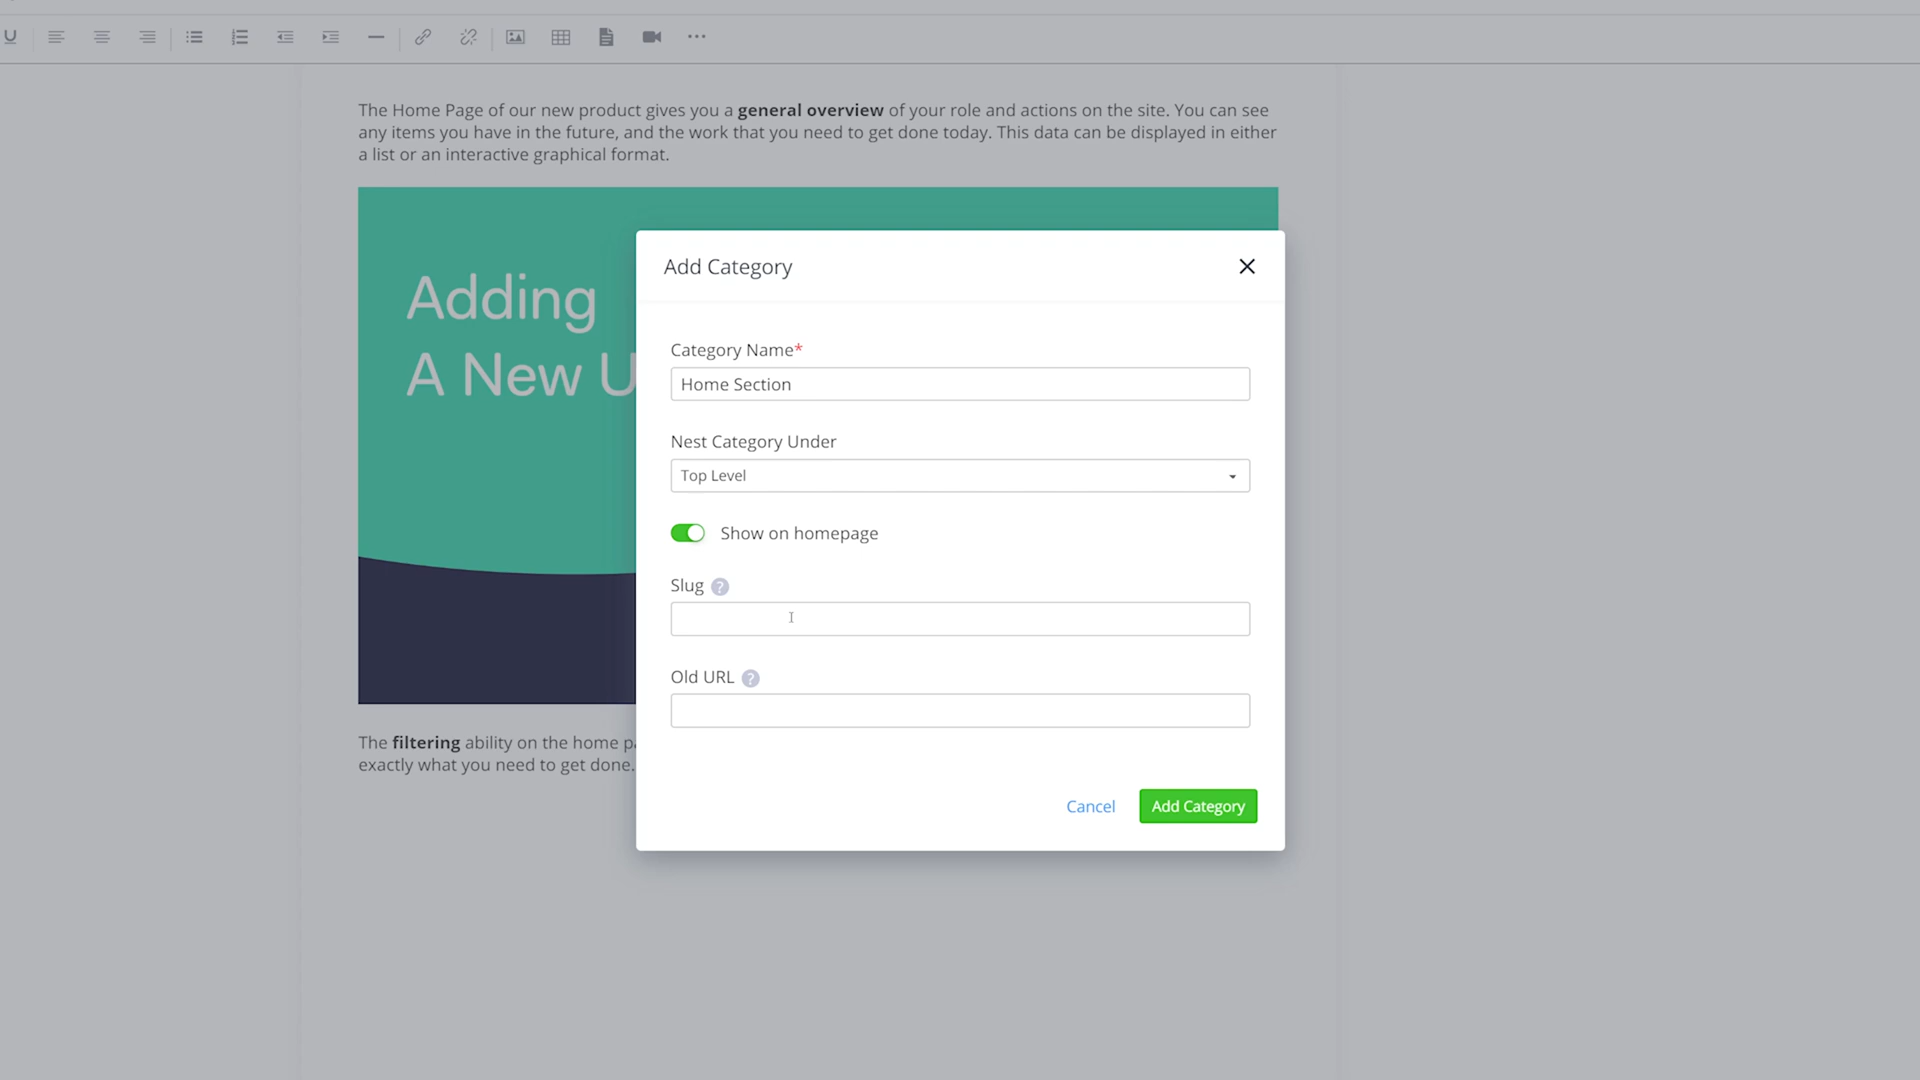 The Home Page of our new product gives you a general overview of your role and actions on the site. You can see
any items you have in the future, and the work that you need to get done today. This data can be displayed in either
a list or an interactive graphical format.
Adding
A New U
Add Category
Category Name*
Home Section
Nest Category Under
Top Level
Show on homepage
Slug ?
Old URL ?
Cancel
Add Category
The filtering ability on the home
exactly what you need to get done.